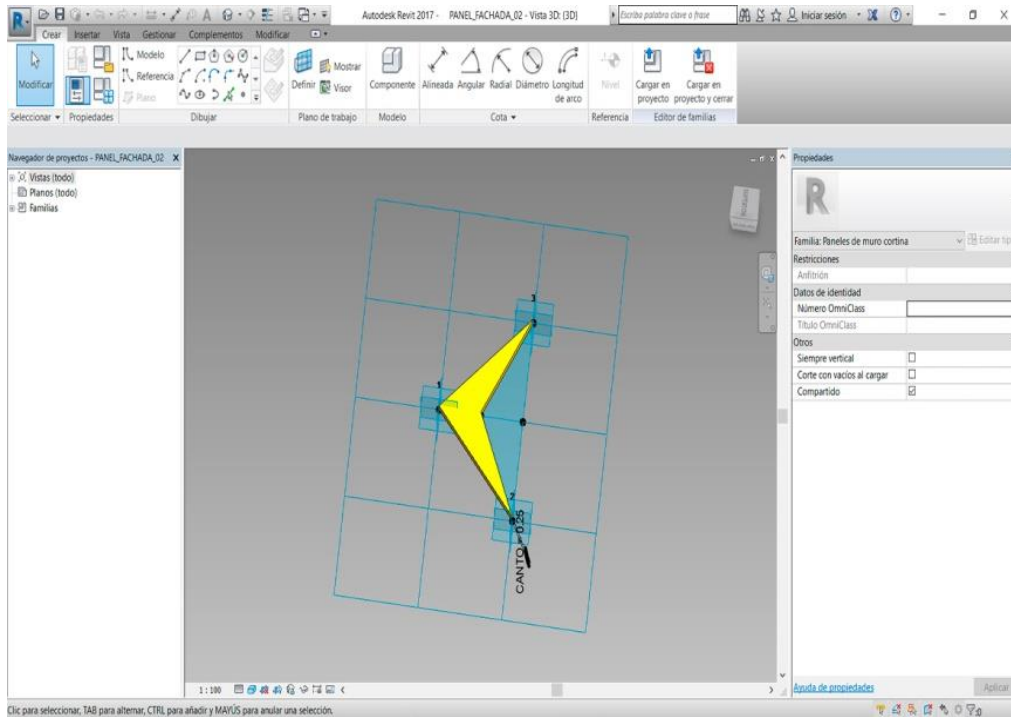 Autodesk Revit 2017 - PANEL_FACHADA_02 - Vista 3D: {3D}
Escriba palabra clave o frase
Iniciar sesión
Crear Insertar Vista Gestionar Complementos Modificar
Modificar
Modelo
Referencia
Plano
Definir
Mostrar
Visor
Componente
Alineada Angular Radial Diámetro Longitud de arco
Nivel
Cargar en proyecto
Cargar en proyecto y cerrar
Seleccionar Propiedades Dibujar Plano de trabajo Modelo Cota Referencia Editor de familias
Navegador de proyectos - PANEL_FACHADA_02 X
Vistas (todo)
Planos (todo)
Familias
3
1
2
CANTO = 0.25
1 : 100
Propiedades
R
Familia: Paneles de muro cortina
Editar tip
Restricciones
Anfitrión
Datos de identidad
Número OmniClass
Título OmniClass
Otros
Siempre vertical
Corte con vacíos al cargar
Compartido
Ayuda de propiedades
Aplicar
Clic para seleccionar, TAB para alternar, CTRL para añadir y MAYÚS para anular una selección.
:0